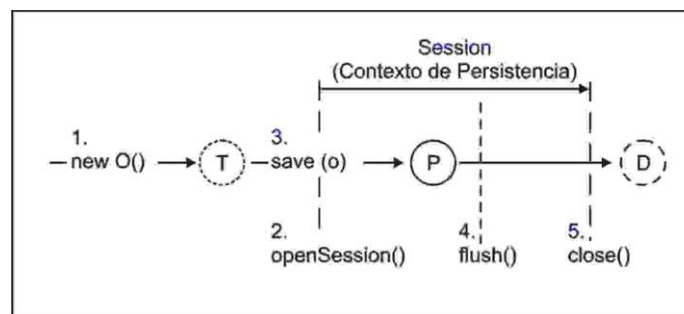 Session
(Contexto de Persistencia)
1.
new O()
T
3.
save (o)
P
D
2.
openSession()
4.
flush()
5.
close()